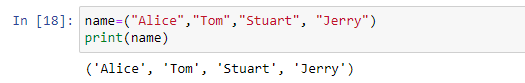 In [18]: name=("Alice","Tom","Stuart", "Jerry")
print(name)
('Alice', 'Tom', 'Stuart', 'Jerry')